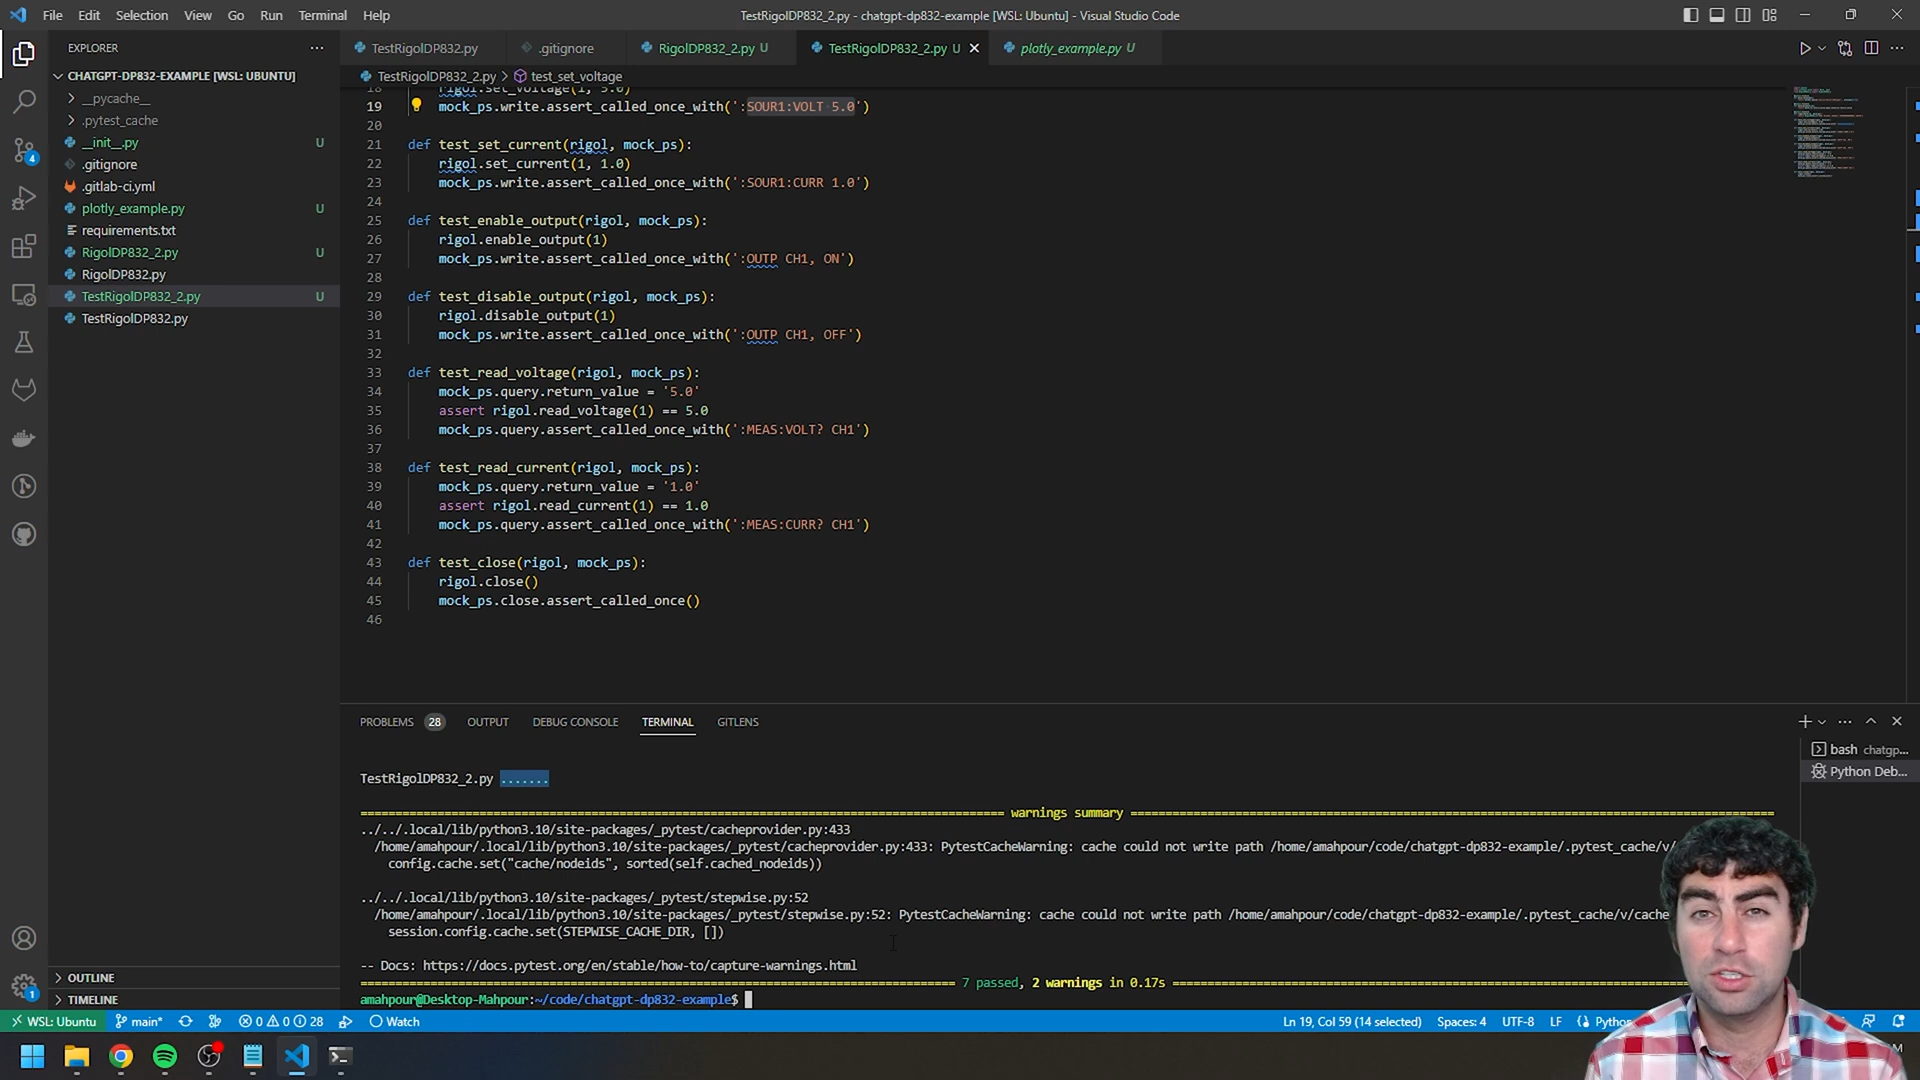 File Edit Selection View Go Run Terminal Help
TestRigolDP832_2.py - chatgpt-dp832-example [WSL: Ubuntu] - Visual Studio Code
EXPLORER
CHATGPT-DP832-EXAMPLE [WSL: UBUNTU]
__pycache__
.pytest_cache
__init__.py U
.gitignore
.gitlab-ci.yml
plotly_example.py U
requirements.txt
RigolDP832_2.py U
RigolDP832.py
TestRigolDP832_2.py U
TestRigolDP832.py
OUTLINE
TIMELINE
4
1
TestRigolDP832.py
.gitignore
RigolDP832_2.py U
TestRigolDP832_2.py U
plotly_example.py U
TestRigolDP832_2.py > test_set_voltage
18 rigol.set_voltage(1, 5.0)
19 mock_ps.write.assert_called_once_with(':SOUR1:VOLT 5.0')
20
21 def test_set_current(rigol, mock_ps):
22 rigol.set_current(1, 1.0)
23 mock_ps.write.assert_called_once_with(':SOUR1:CURR 1.0')
24
25 def test_enable_output(rigol, mock_ps):
26 rigol.enable_output(1)
27 mock_ps.write.assert_called_once_with(':OUTP CH1, ON')
28
29 def test_disable_output(rigol, mock_ps):
30 rigol.disable_output(1)
31 mock_ps.write.assert_called_once_with(':OUTP CH1, OFF')
32
33 def test_read_voltage(rigol, mock_ps):
34 mock_ps.query.return_value = '5.0'
35 assert rigol.read_voltage(1) == 5.0
36 mock_ps.query.assert_called_once_with(':MEAS:VOLT? CH1')
37
38 def test_read_current(rigol, mock_ps):
39 mock_ps.query.return_value = '1.0'
40 assert rigol.read_current(1) == 1.0
41 mock_ps.query.assert_called_once_with(':MEAS:CURR? CH1')
42
43 def test_close(rigol, mock_ps):
44 rigol.close()
45 mock_ps.close.assert_called_once()
46
PROBLEMS 28 OUTPUT DEBUG CONSOLE TERMINAL GITLENS
bash chatgp...
Python Deb...
TestRigolDP832_2.py .......
warnings summary
../../.local/lib/python3.10/site-packages/_pytest/cacheprovider.py:433
/home/amahpour/.local/lib/python3.10/site-packages/_pytest/cacheprovider.py:433: PytestCacheWarning: cache could not write path /home/amahpour/code/chatgpt-dp832-example/.pytest_cache/v/
config.cache.set("cache/nodeids", sorted(self.cached_nodeids))
../../.local/lib/python3.10/site-packages/_pytest/stepwise.py:52
/home/amahpour/.local/lib/python3.10/site-packages/_pytest/stepwise.py:52: PytestCacheWarning: cache could not write path /home/amahpour/code/chatgpt-dp832-example/.pytest_cache/v/cache
session.config.cache.set(STEPWISE_CACHE_DIR, [])
-- Docs: https://docs.pytest.org/en/stable/how-to/capture-warnings.html
7 passed, 2 warnings in 0.17s
amahpour@Desktop-Mahpour:~/code/chatgpt-dp832-example$
WSL: Ubuntu main* 0 0 28 Watch
Ln 19, Col 59 (14 selected) Spaces: 4 UTF-8 LF Python